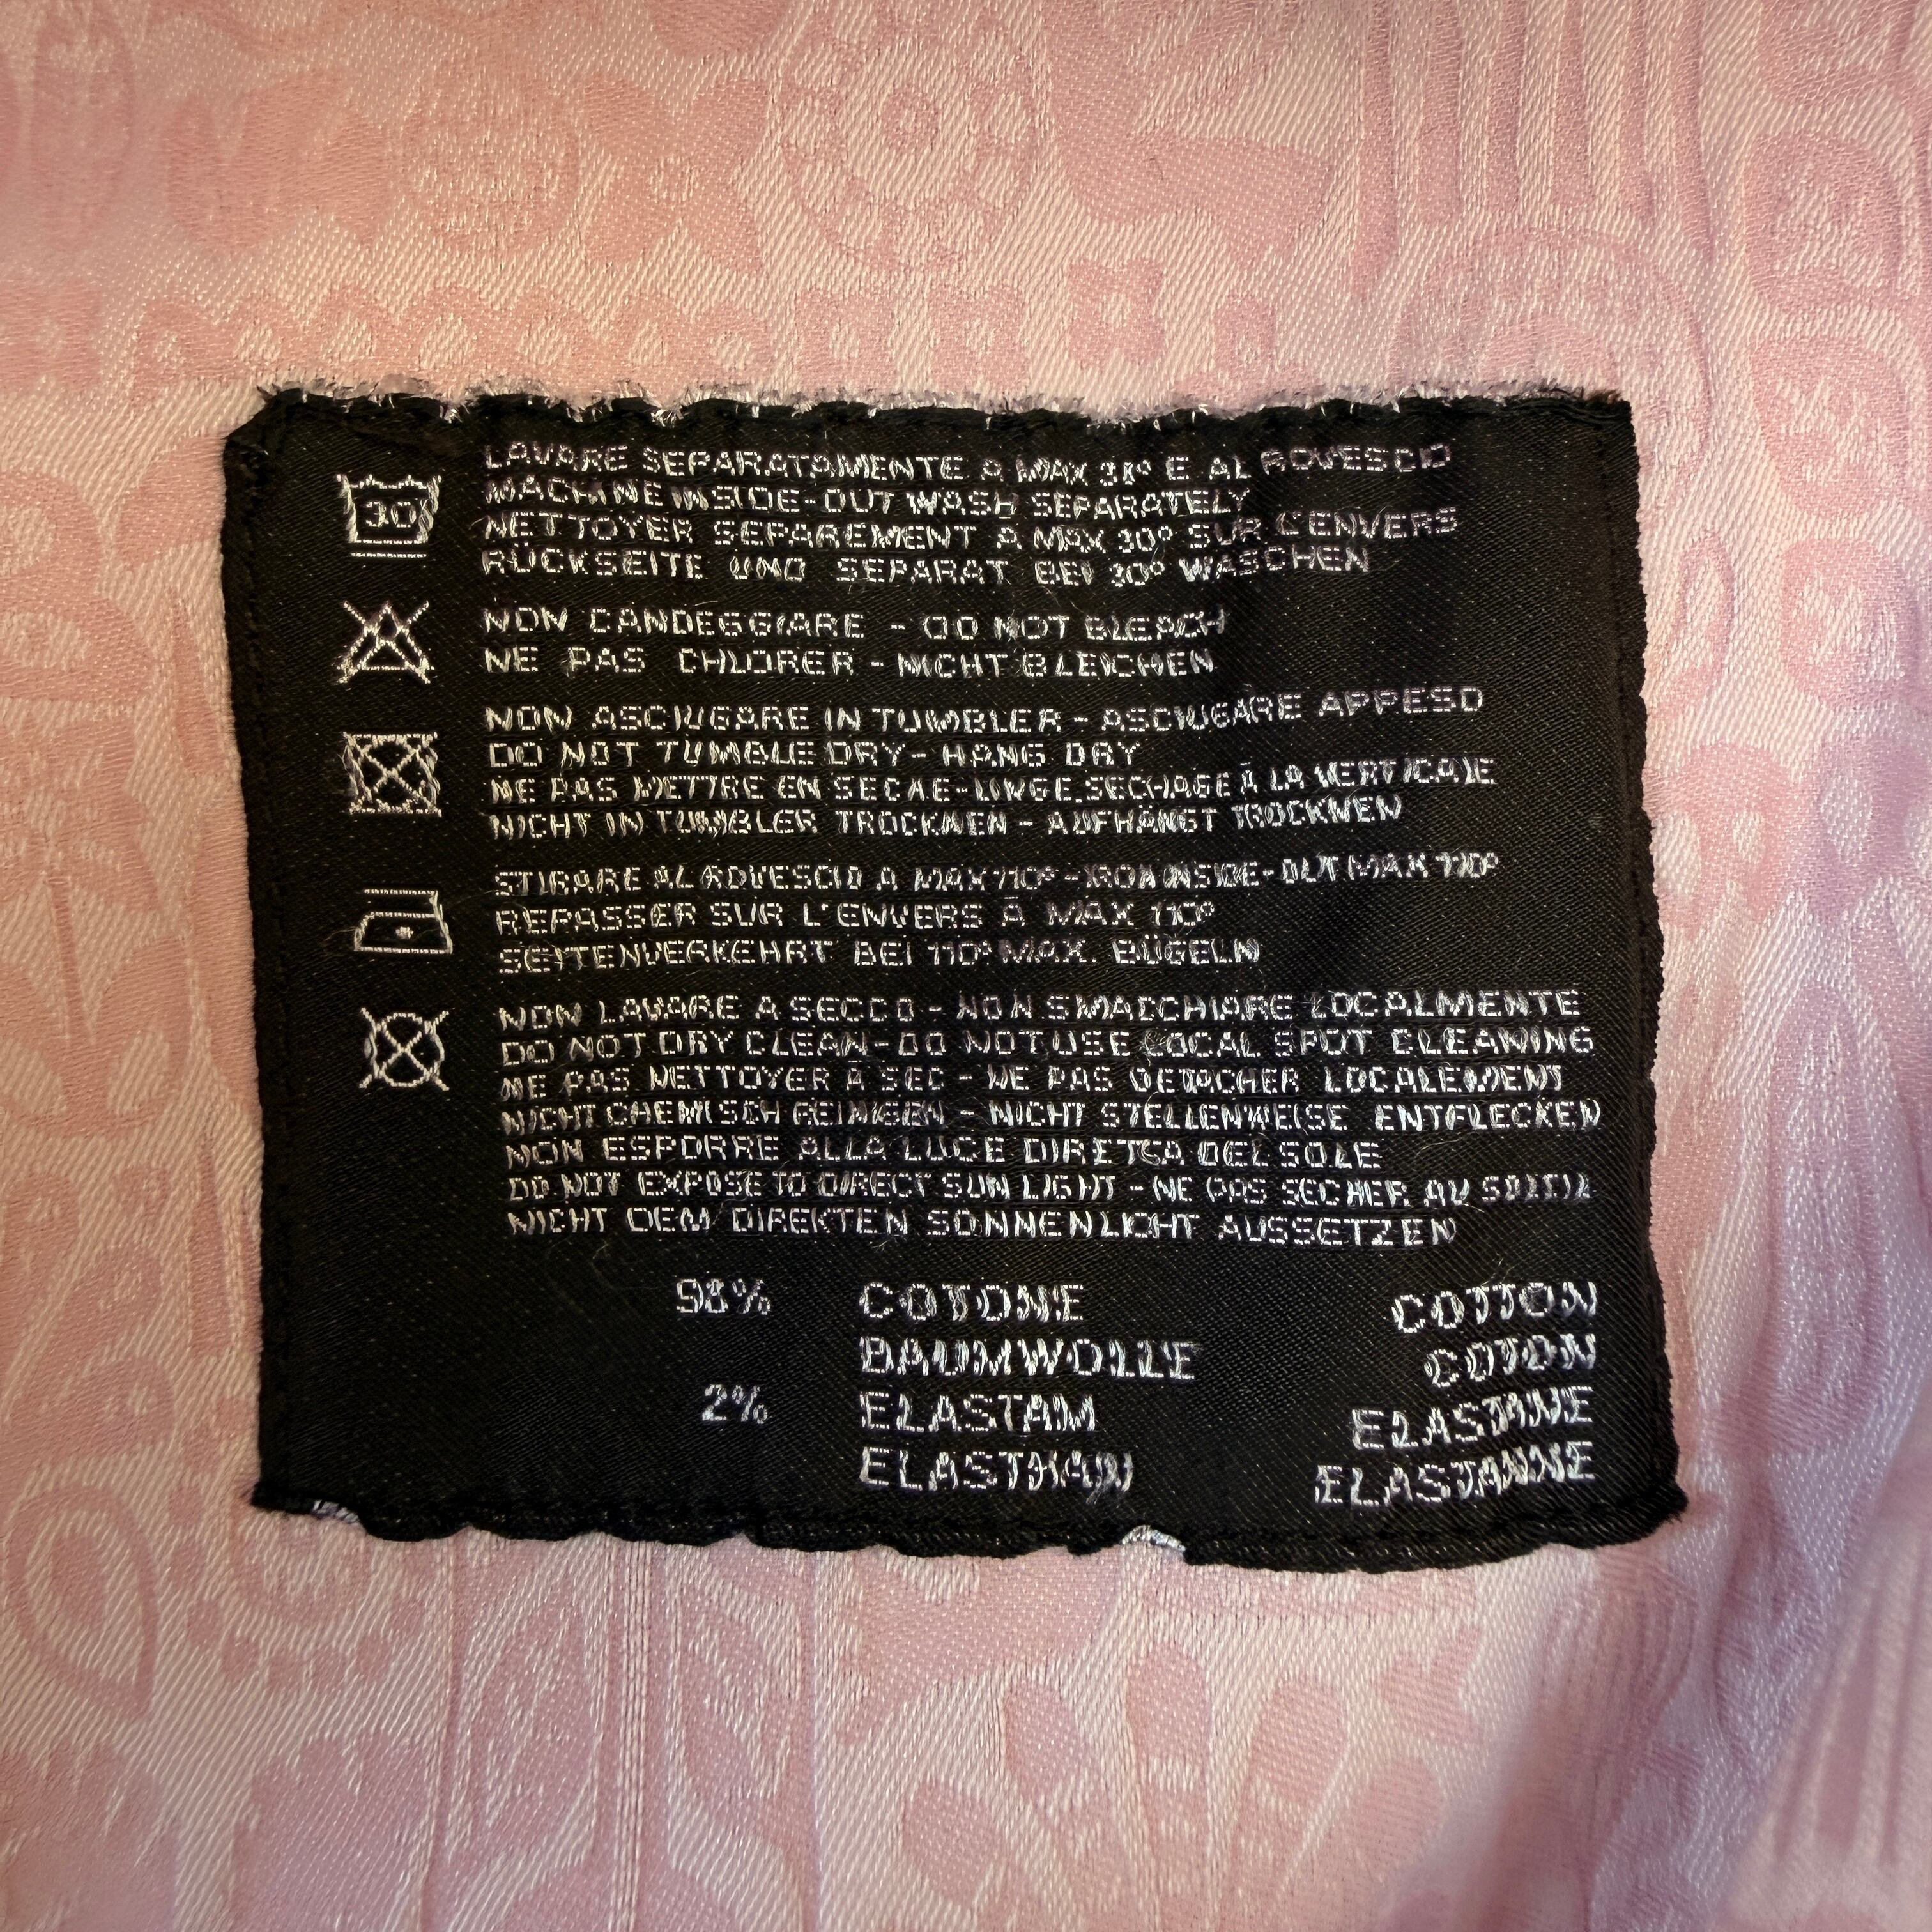 30
LAVARE SEPARATAMENTE A MAX 30° E AL ROVESCIO
MACHINE INSIDE-OUT WASH SEPARATELY
NETTOYER SEPAREMENT A MAX 30° SUR L'ENVERS
RÜCKSEITE UND SEPARAT BEI 30° WASCHEN
NON CANDEGGIARE - DO NOT BLEACH
NE PAS CHLORER - NICHT BLEICHEN
NON ASCIUGARE IN TUMBLER - ASCIUGARE APPESO
DO NOT TUMBLE DRY - HANG DRY
NE PAS METTRE EN SECHE-LINGE.SECHAGE À LA VERTICALE
NICHT IN TUMBLER TROCKNEN - AUFHÄNGT TROCKNEN
STIRARE AL ROVESCIO A MAX 110° - IRON INSIDE-OUT MAX 110°
REPASSER SUR L'ENVERS À MAX 110°
SEITENVERKEHRT BEI 110° MAX. BÜGELN
NON LAVARE A SECCO - NON SMACCHIARE LOCALMENTE
DO NOT DRY CLEAN - DO NOT USE LOCAL SPOT CLEANING
NE PAS NETTOYER A SEC - NE PAS DETACHER LOCALEMENT
NICHT CHEMISCH REINIGEN - NICHT STELLENWEISE ENTFLECKEN
NON ESPORRE ALLA LUCE DIRETTA DEL SOLE
DO NOT EXPOSE TO DIRECT SUN LIGHT - NE PAS SECHER AU SOLEIL
NICHT DEM DIREKTEN SONNENLICHT AUSSETZEN
98% COTONE COTTON
BAUMWOLLE COTON
2% ELASTAM ELASTANE
ELASTHAN ELASTANNE